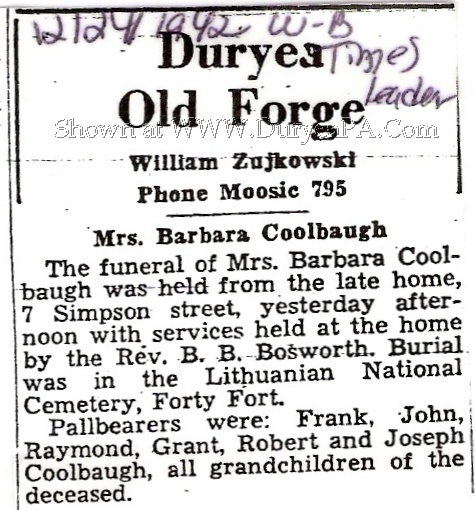 12/24/1942 W-B
Times
Leader
Duryea
Old Forge
Shown at WWW.DuryeaPA.Com
William Zujkowski
Phone Moosic 795
Mrs. Barbara Coolbaugh
The funeral of Mrs. Barbara Cool-
baugh was held from the late home,
7 Simpson street, yesterday after-
noon with services held at the home
by the Rev. B. B. Bosworth. Burial
was in the Lithuanian National
Cemetery, Forty Fort.
Pallbearers were: Frank, John,
Raymond, Grant, Robert and Joseph
Coolbaugh, all grandchildren of the
deceased.